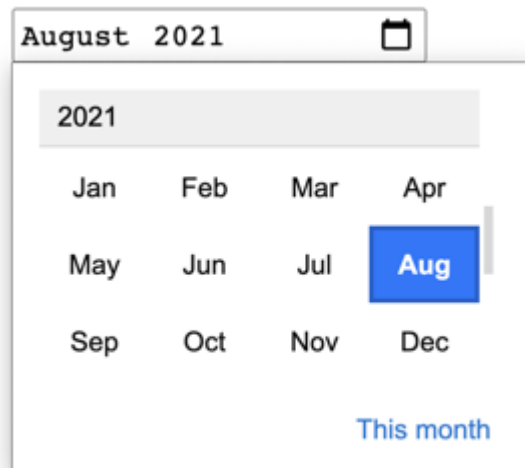 August 2021
2021
Jan Feb Mar Apr
May Jun Jul Aug
Sep Oct Nov Dec
This month